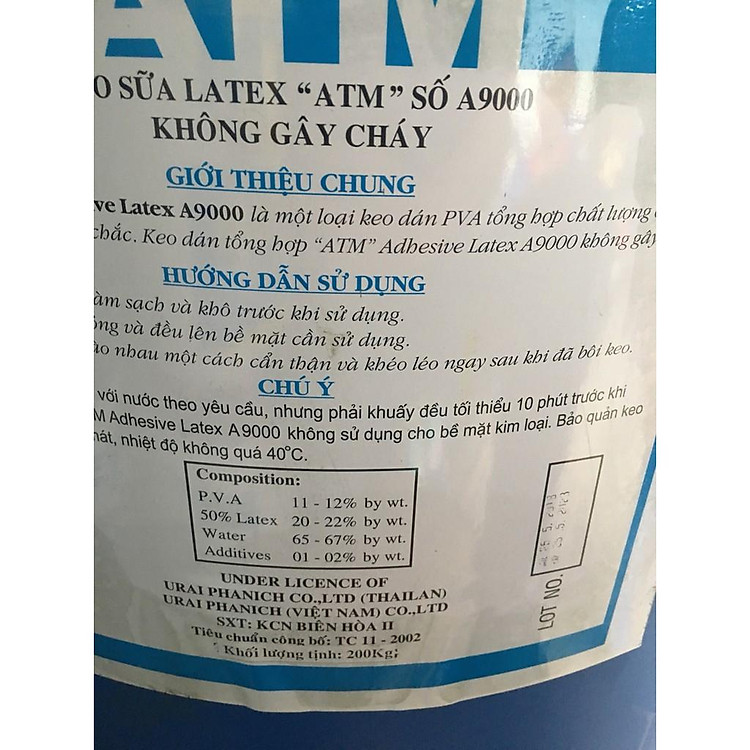 ATM
O SỮA LATEX “ATM” SỐ A9000
KHÔNG GÂY CHÁY
GIỚI THIỆU CHUNG
ve Latex A9000 là một loại keo dán PVA tổng hợp chất lượng
chắc. Keo dán tổng hợp “ATM” Adhesive Latex A9000 không gây
HƯỚNG DẪN SỬ DỤNG
àm sạch và khô trước khi sử dụng.
ỏng và đều lên bề mặt cần sử dụng.
ào nhau một cách cẩn thận và khéo léo ngay sau khi đã bôi keo.
CHÚ Ý
với nước theo yêu cầu, nhưng phải khuấy đều tối thiểu 10 phút trước khi
M Adhesive Latex A9000 không sử dụng cho bề mặt kim loại. Bảo quản keo
mát, nhiệt độ không quá 40°C.
Composition:
P.V.A 11 - 12% by wt.
50% Latex 20 - 22% by wt.
Water 65 - 67% by wt.
Additives 01 - 02% by wt.
UNDER LICENCE OF
URAI PHANICH CO.,LTD (THAILAN)
URAI PHANICH (VIỆT NAM) CO.,LTD
SXT: KCN BIÊN HÒA II
Tiêu chuẩn công bố: TC 11 - 2002
Khối lượng tịnh: 200Kg;
LOT NO.